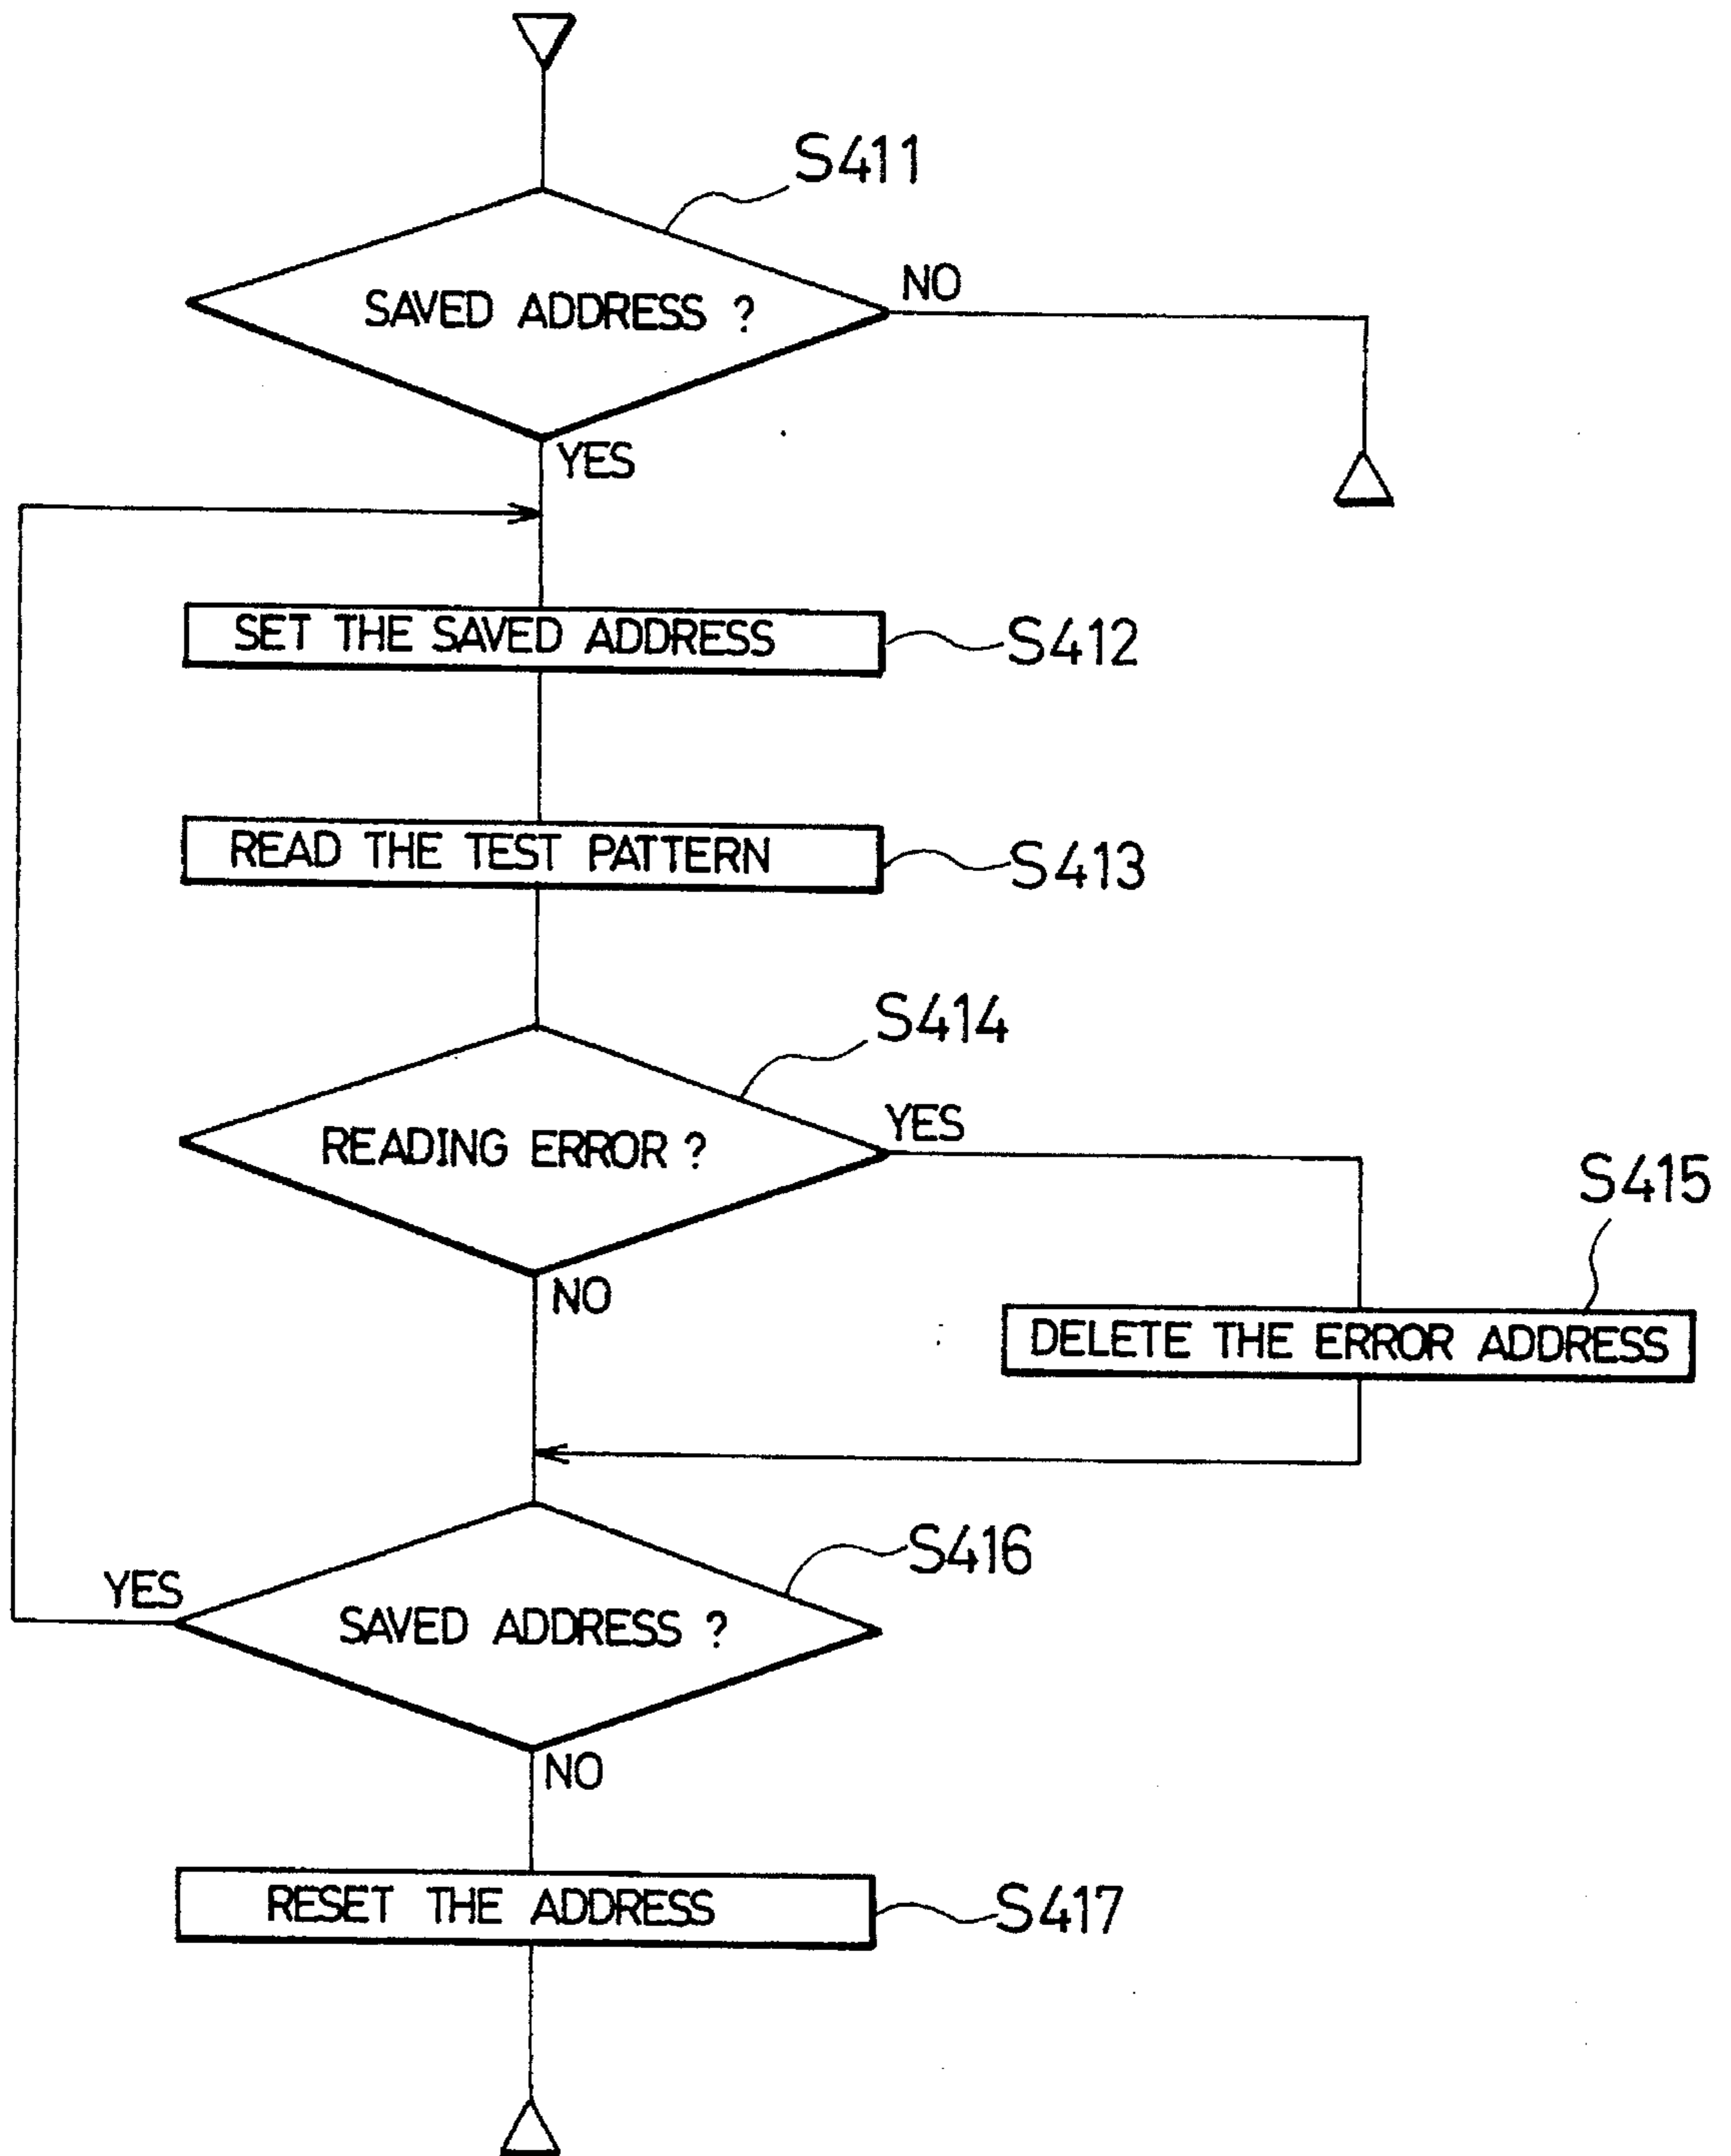 S411
SAVED ADDRESS ?
NO
YES
SET THE SAVED ADDRESS
S412
READ THE TEST PATTERN
S413
S414
READING ERROR ?
YES
S415
NO
DELETE THE ERROR ADDRESS
S416
YES
SAVED ADDRESS ?
NO
RESET THE ADDRESS
S417